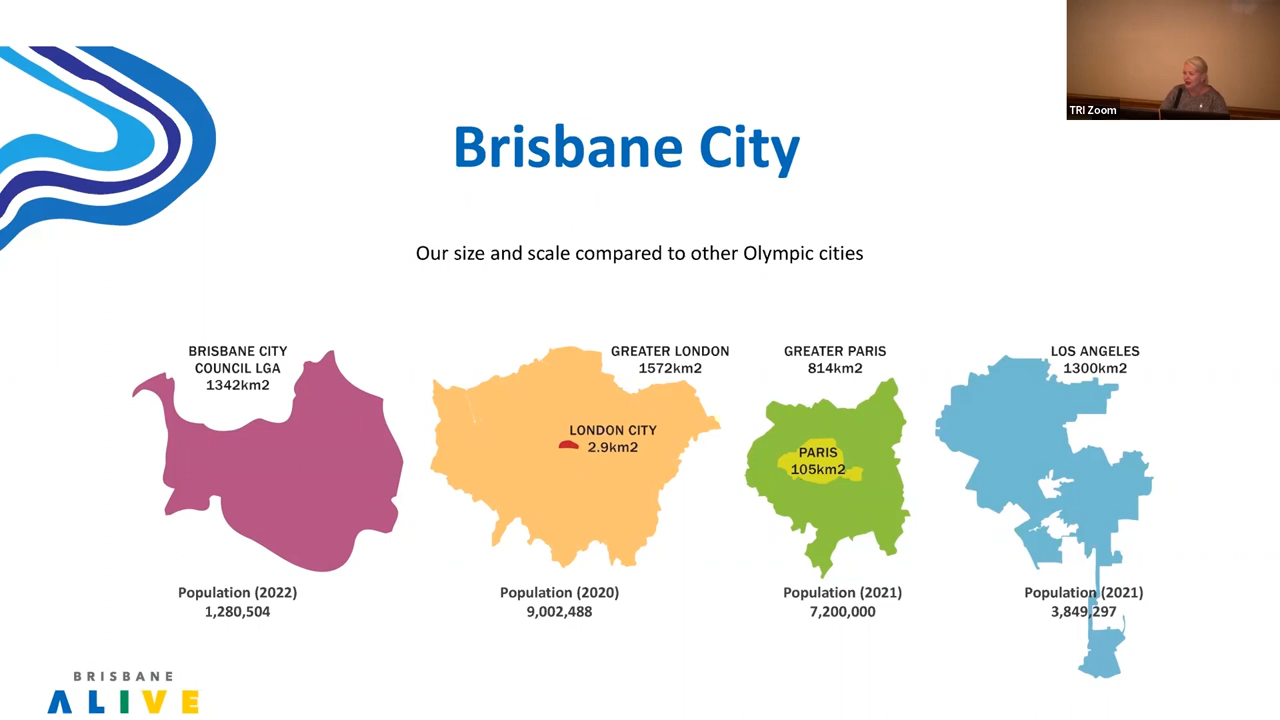 TRI Zoom
Brisbane City
Our size and scale compared to other Olympic cities
BRISBANE CITY
COUNCIL LGA
1342km2
GREATER LONDON
1572km2
LONDON CITY
2.9km2
GREATER PARIS
814km2
PARIS
105km2
LOS ANGELES
1300km2
Population (2022)
1,280,504
Population (2020)
9,002,488
Population (2021)
7,200,000
Population (2021)
3,849,297
BRISBANE
ALIVE